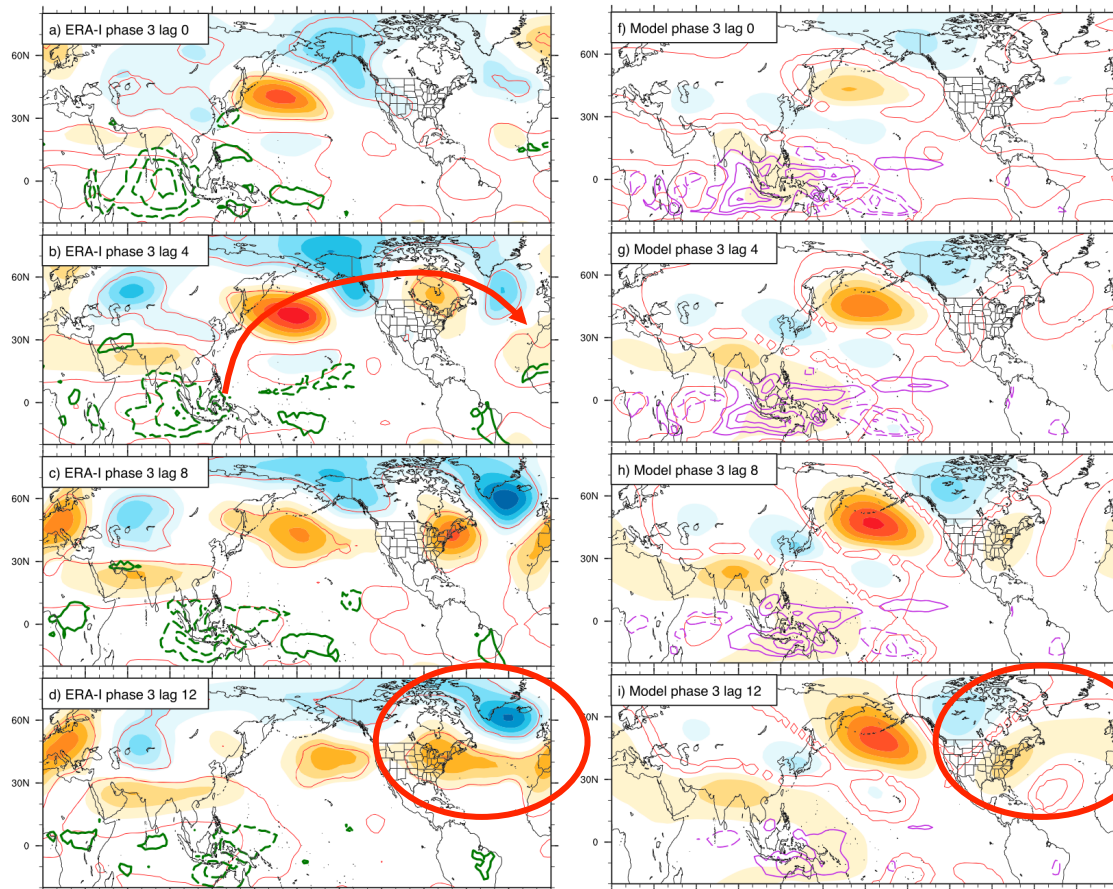 a) ERA-I phase 3 lag 0
60N
30N
0
b) ERA-I phase 3 lag 4
60N
30N
0
c) ERA-I phase 3 lag 8
60N
30N
0
d) ERA-I phase 3 lag 12
60N
30N
0
f) Model phase 3 lag 0
60N
30N
0
g) Model phase 3 lag 4
60N
30N
0
h) Model phase 3 lag 8
60N
30N
0
i) Model phase 3 lag 12
60N
30N
0